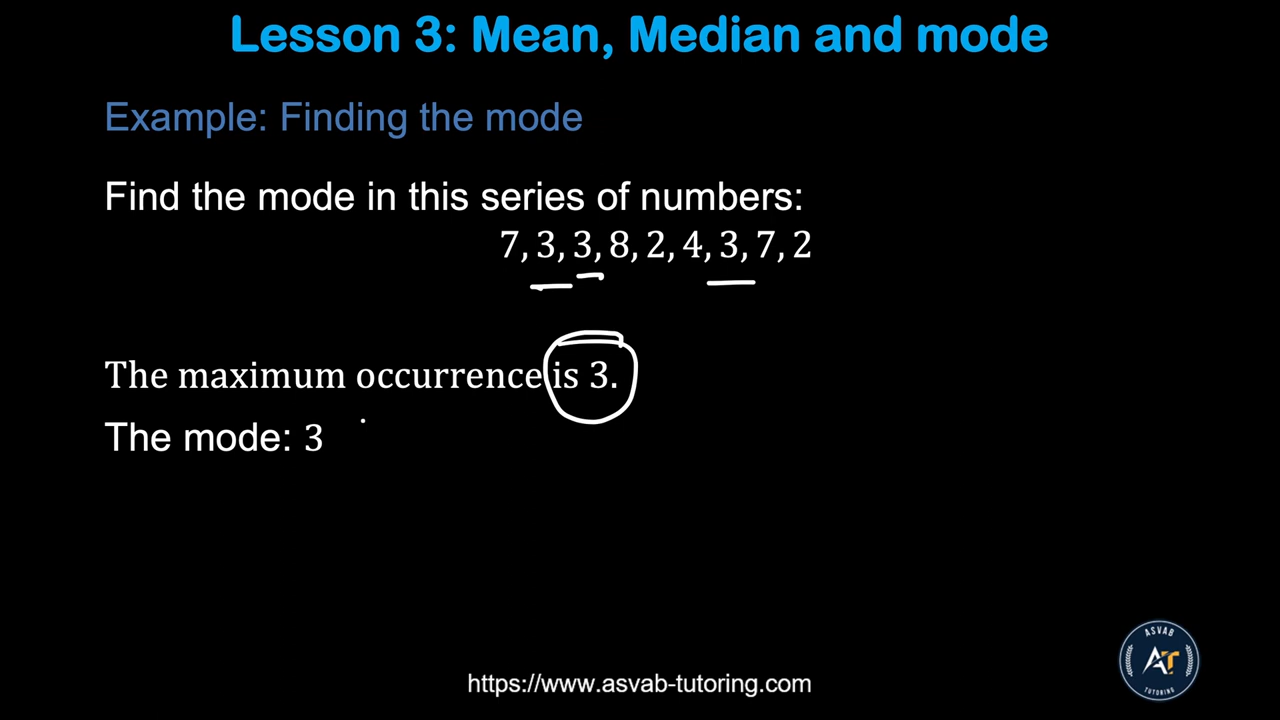 Lesson 3: Mean, Median and mode
Example: Finding the mode
Find the mode in this series of numbers:
7, 3, 3, 8, 2, 4, 3, 7, 2
The maximum occurrence is 3.
The mode: 3
ASVAB
AT
TUTORING
https://www.asvab-tutoring.com